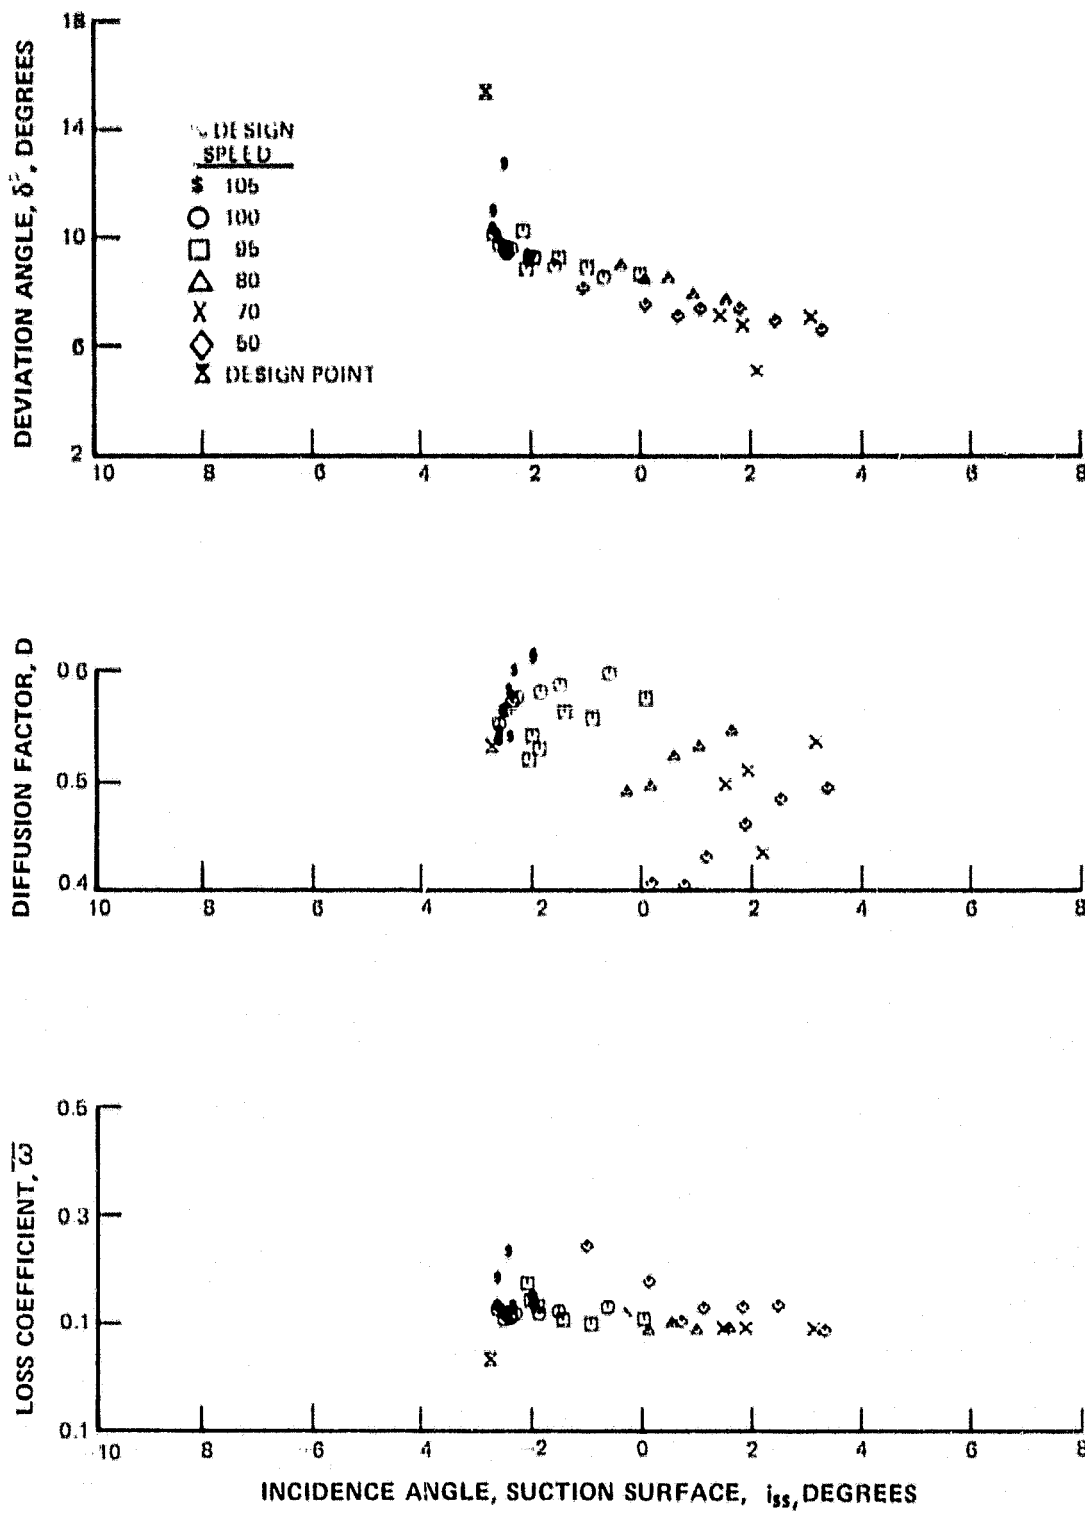 DEVIATION ANGLE, δ°, DEGREES
18
14
10
6
2
% DESIGN
SPEED
105
100
95
80
70
50
DESIGN POINT
10 8 6 4 2 0 2 4 6 8
DIFFUSION FACTOR, D
0.6
0.5
0.4
10 8 6 4 2 0 2 4 6 8
LOSS COEFFICIENT, ω̅
0.5
0.3
0.1
0.1
-10 8 -6 4 -2 0 2 4 6 8
INCIDENCE ANGLE, SUCTION SURFACE, iss, DEGREES